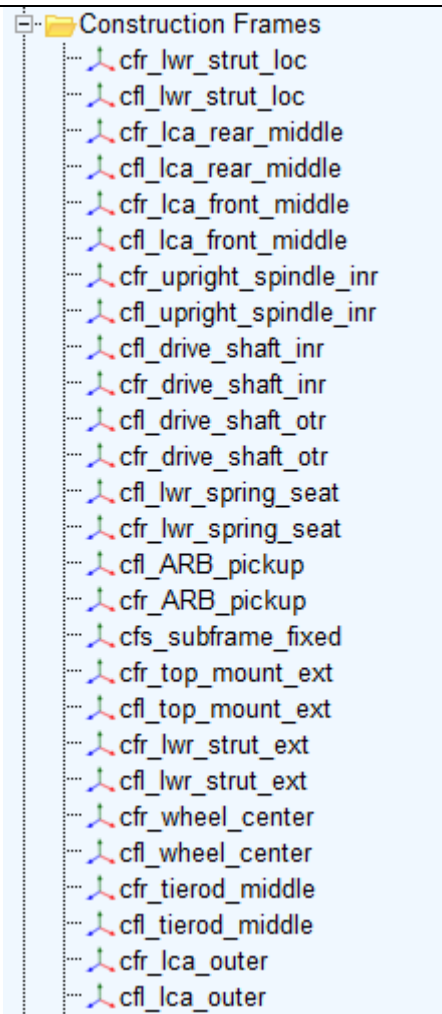 Construction Frames
cfr_lwr_strut_loc
cfl_lwr_strut_loc
cfr_lca_rear_middle
cfl_lca_rear_middle
cfr_lca_front_middle
cfl_lca_front_middle
cfr_upright_spindle_inr
cfl_upright_spindle_inr
cfl_drive_shaft_inr
cfr_drive_shaft_inr
cfl_drive_shaft_otr
cfr_drive_shaft_otr
cfl_lwr_spring_seat
cfr_lwr_spring_seat
cfl_ARB_pickup
cfr_ARB_pickup
cfs_subframe_fixed
cfr_top_mount_ext
cfl_top_mount_ext
cfr_lwr_strut_ext
cfl_lwr_strut_ext
cfr_wheel_center
cfl_wheel_center
cfr_tierod_middle
cfl_tierod_middle
cfr_lca_outer
cfl_lca_outer